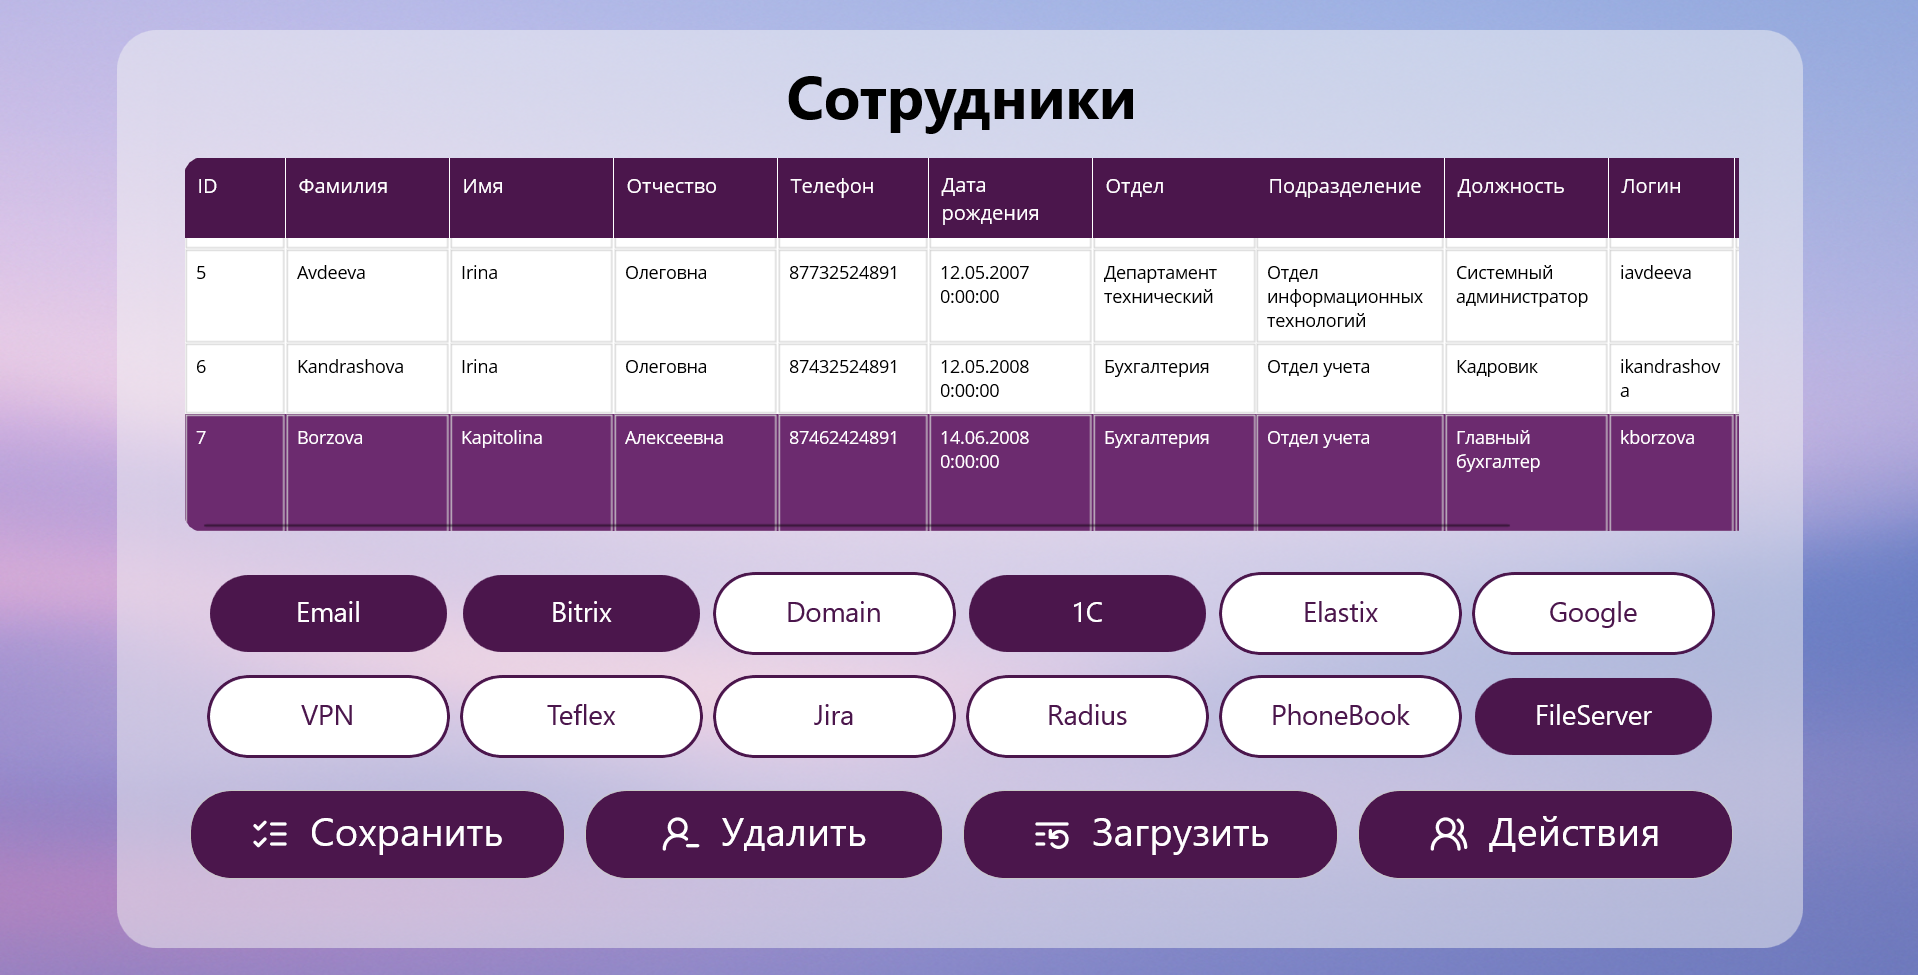 Сотрудники
ID Фамилия Имя Отчество Телефон Дата рождения Отдел Подразделение Должность Логин
5 Avdeeva Irina Олеговна 87732524891 12.05.2007 0:00:00 Департамент технический Отдел информационных технологий Системный администратор iavdeeva
6 Kandrashova Irina Олеговна 87432524891 12.05.2008 0:00:00 Бухгалтерия Отдел учета Кадровик ikandrashova
7 Borzova Kapitolina Алексеевна 87462424891 14.06.2008 0:00:00 Бухгалтерия Отдел учета Главный бухгалтер kborzova
Email Bitrix Domain 1C Elastix Google
VPN Teflex Jira Radius PhoneBook FileServer
Сохранить Удалить Загрузить Действия